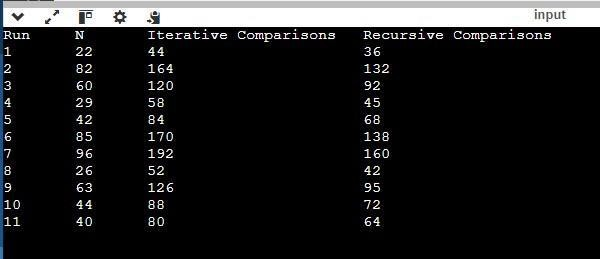 input
Run N Iterative Comparisons Recursive Comparisons
1 22 44 36
2 82 164 132
3 60 120 92
4 29 58 45
5 42 84 68
6 85 170 138
7 96 192 160
8 26 52 42
9 63 126 95
10 44 88 72
11 40 80 64